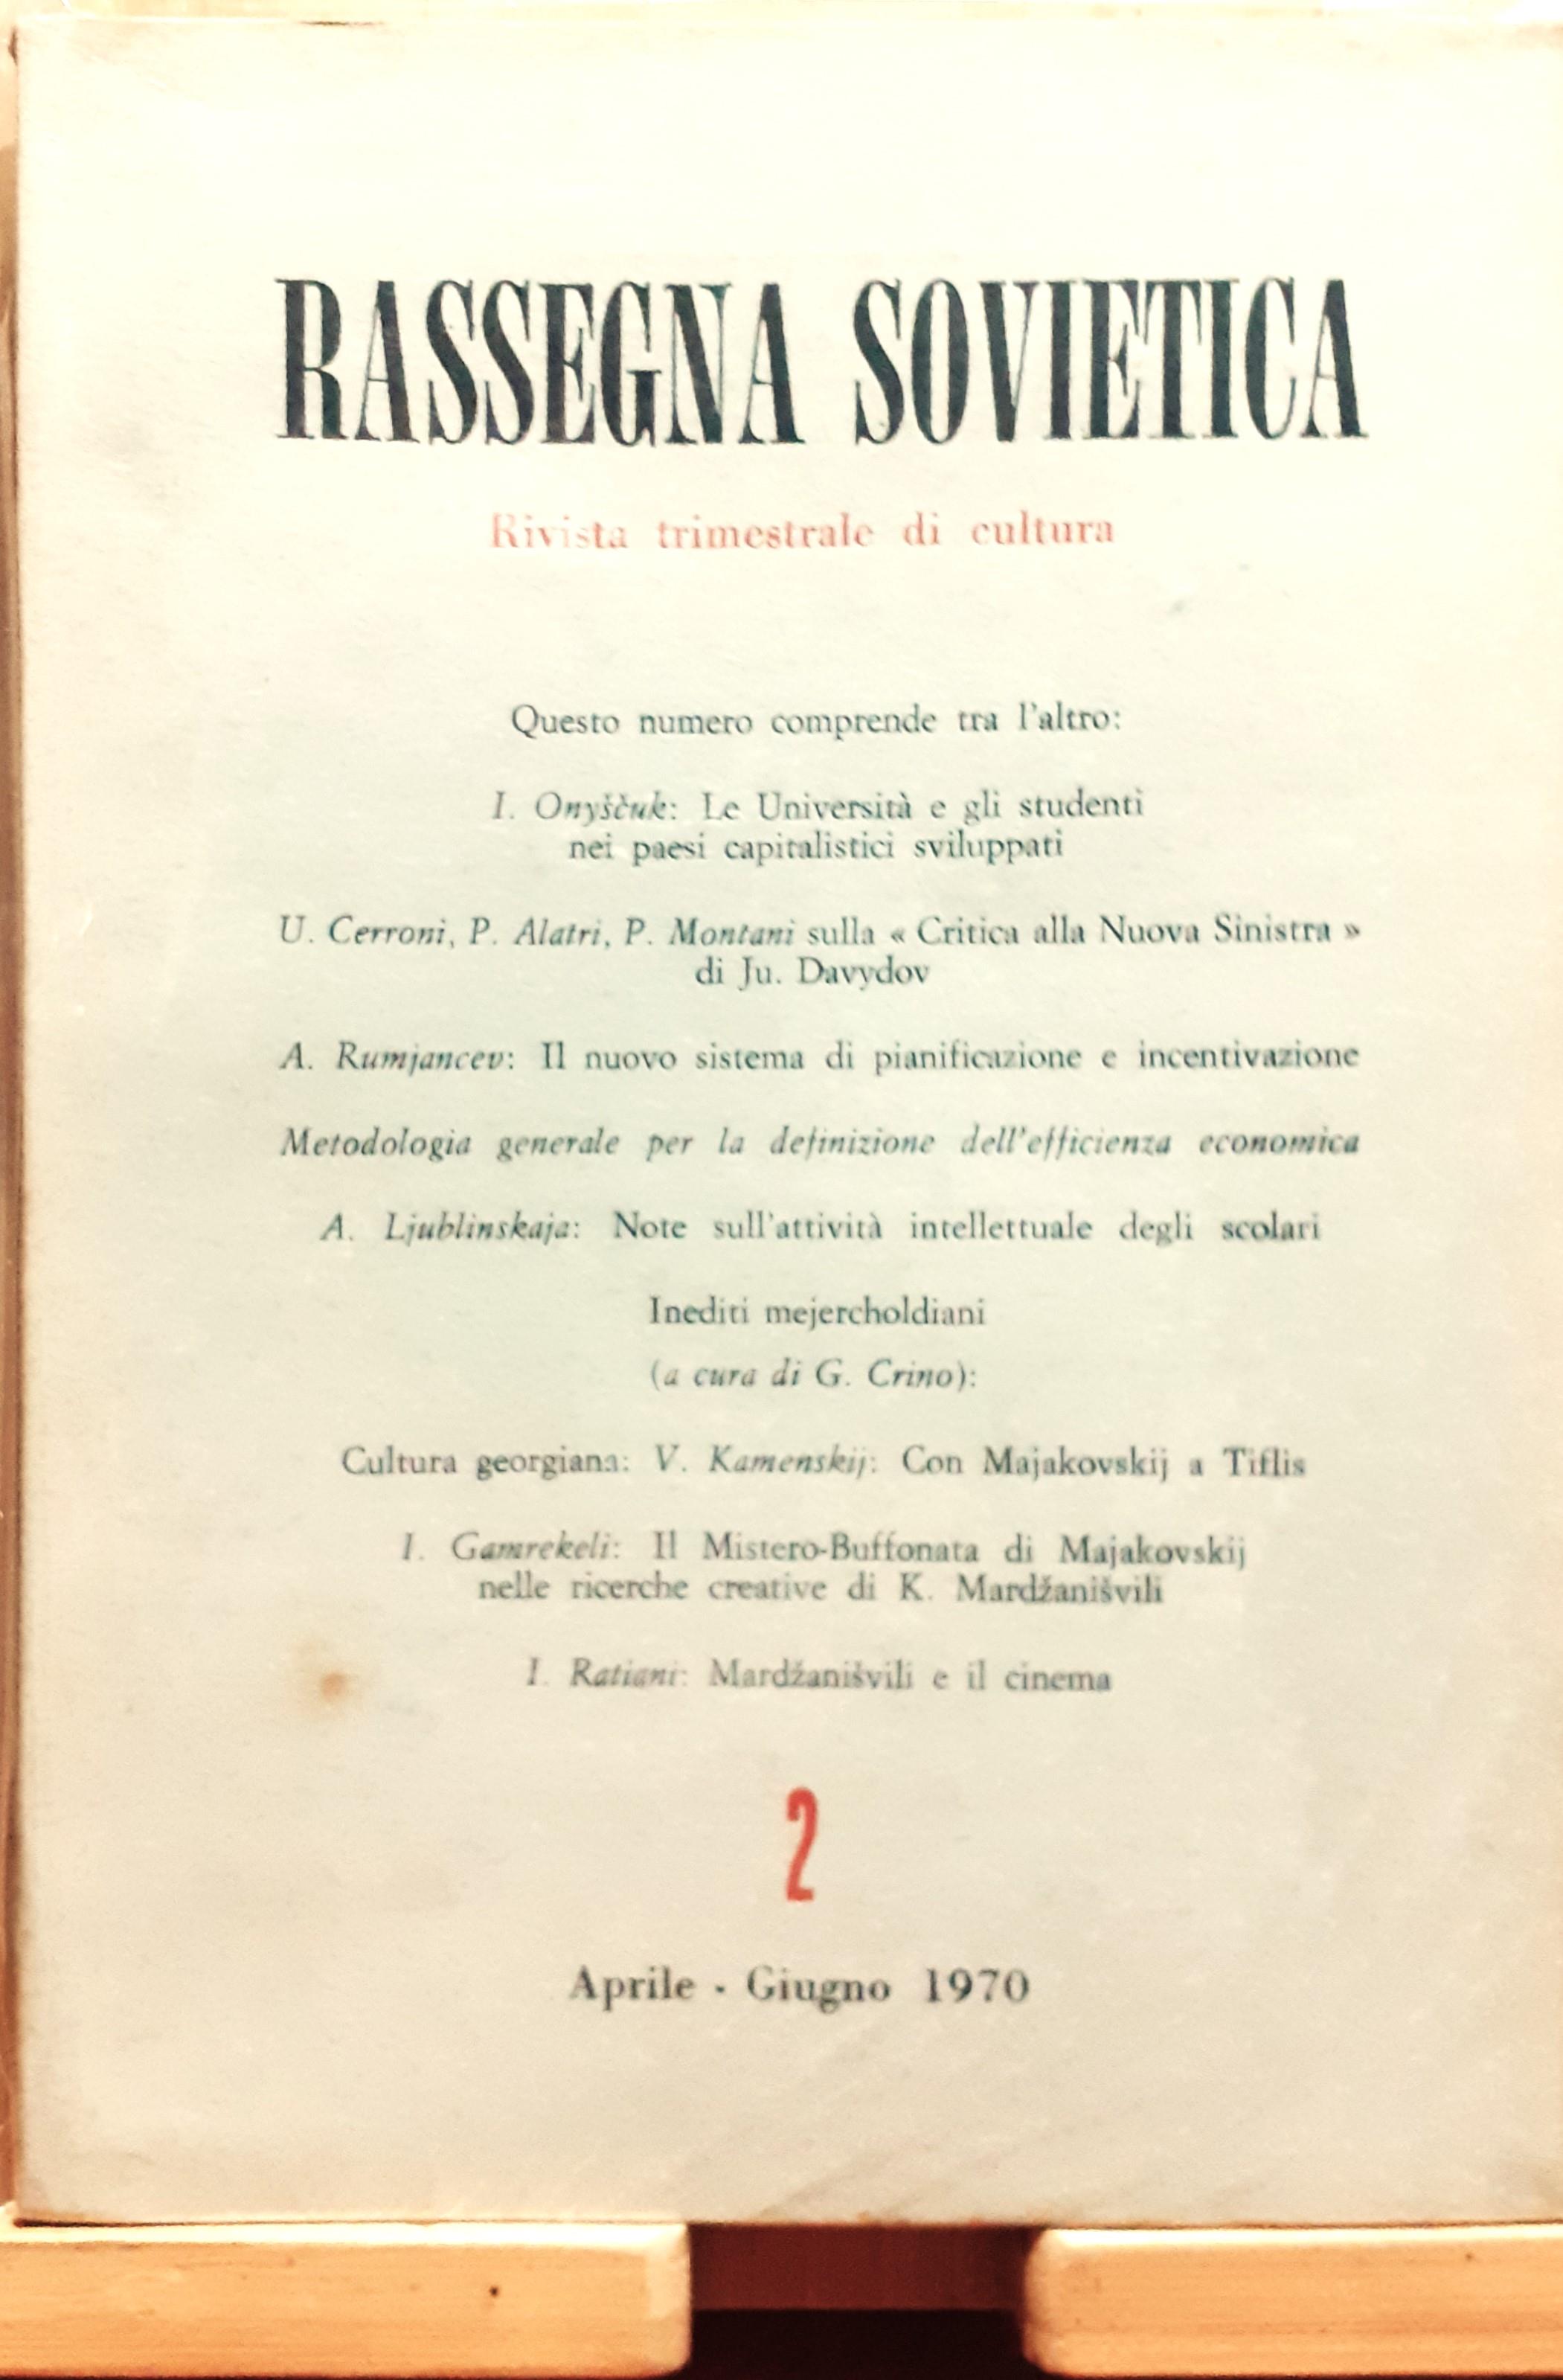 RASSEGNA SOVIETICA
Rivista trimestrale di cultura
Questo numero comprende tra l'altro:
I. Onyščuk: Le Università e gli studenti
nei paesi capitalistici sviluppati
U. Cerroni, P. Alatri, P. Montani sulla « Critica alla Nuova Sinistra »
di Ju. Davydov
A. Rumjancev: Il nuovo sistema di pianificazione e incentivazione
Metodologia generale per la definizione dell'efficienza economica
A. Ljublinskaja: Note sull'attività intellettuale degli scolari
Inediti mejercholdiani
(a cura di G. Crino):
Cultura georgiana: V. Kamenskij: Con Majakovskij a Tiflis
I. Gamrekeli: Il Mistero-Buffonata di Majakovskij
nelle ricerche creative di K. Mardžanišvili
I. Ratiani: Mardžanišvili e il cinema
2
Aprile - Giugno 1970